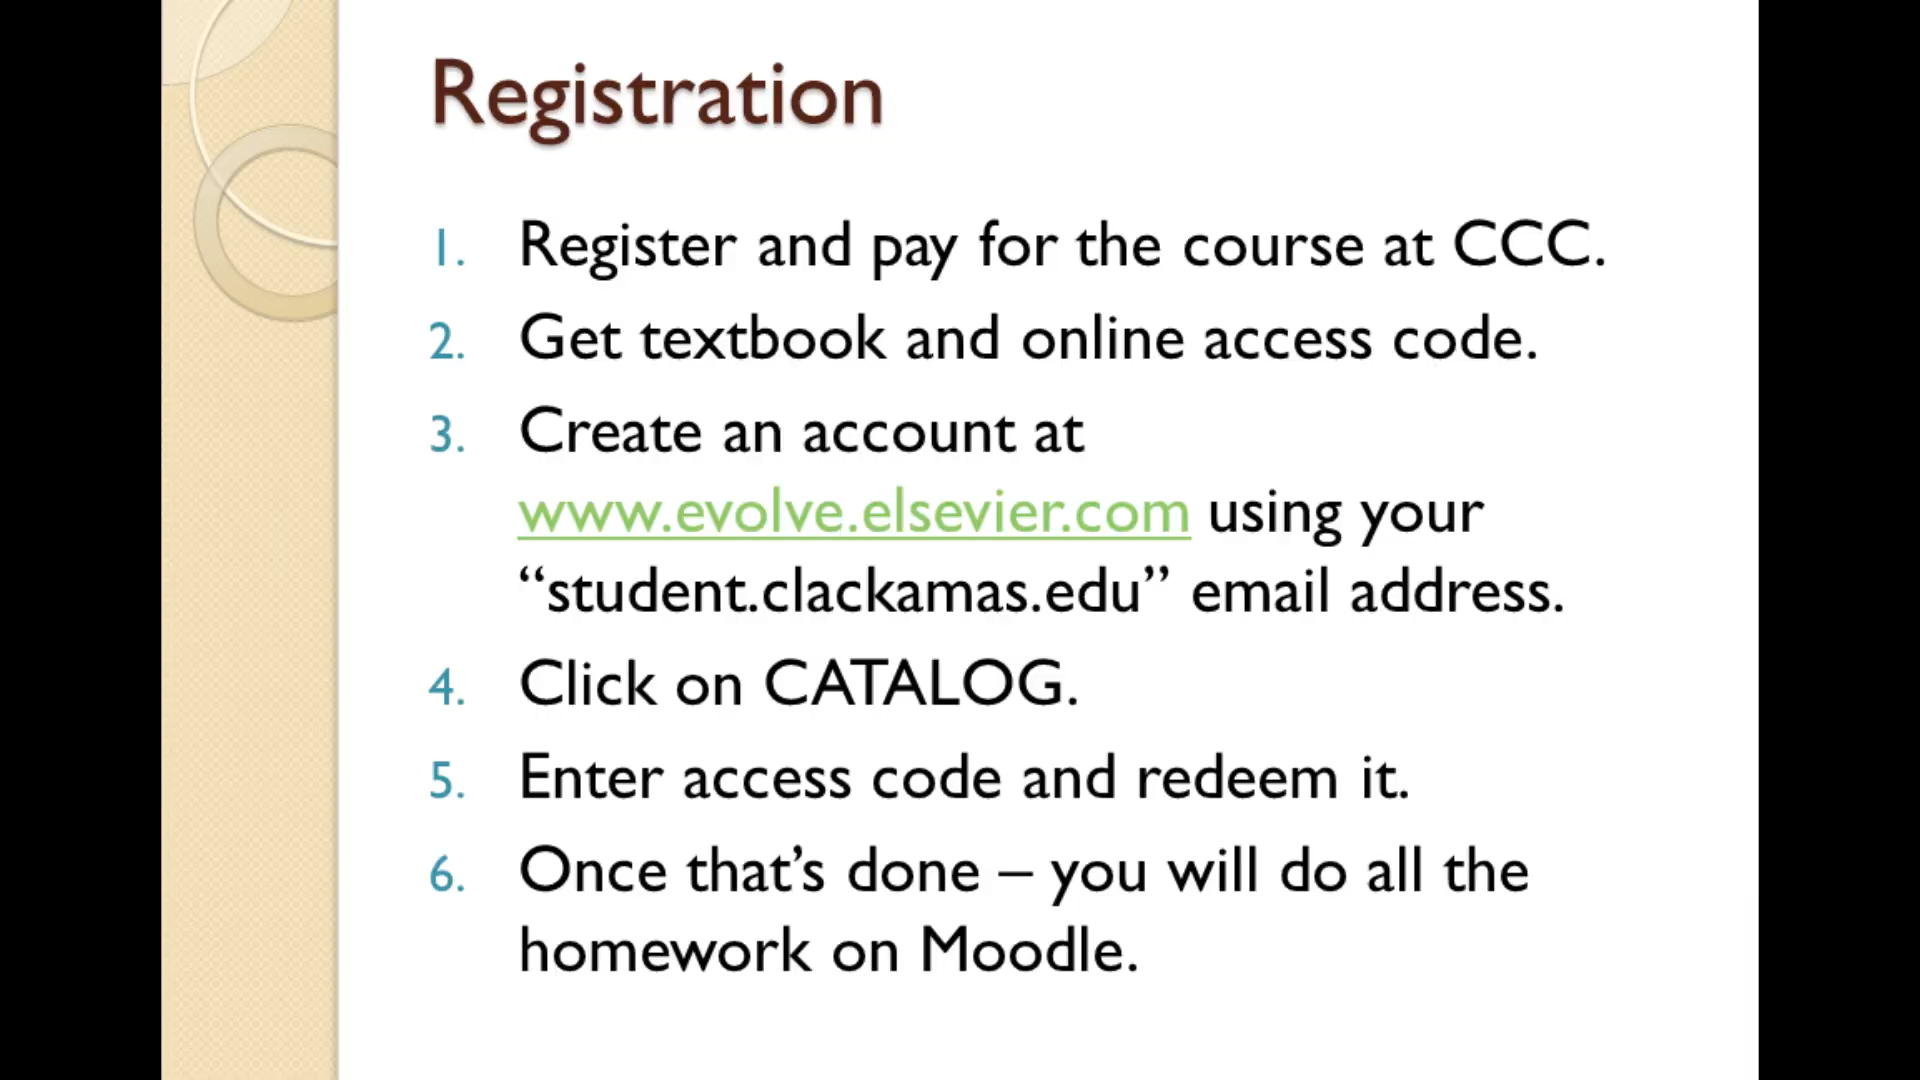 Registration
1. Register and pay for the course at CCC.
2. Get textbook and online access code.
3. Create an account at
www.evolve.elsevier.com using your
“student.clackamas.edu” email address.
4. Click on CATALOG.
5. Enter access code and redeem it.
6. Once that’s done – you will do all the
homework on Moodle.